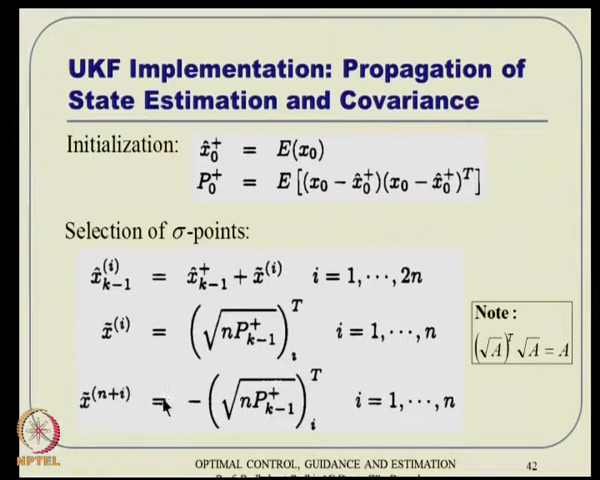 UKF Implementation: Propagation of
State Estimation and Covariance
Initialization: x̂₀⁺ = E(x₀)
P₀⁺ = E[(x₀ − x̂₀⁺)(x₀ − x̂₀⁺)ᵀ]
Selection of σ-points:
x̂ₖ₋₁⁽ⁱ⁾ = x̂ₖ₋₁⁺ + x̃⁽ⁱ⁾ i = 1, ⋯, 2n
x̃⁽ⁱ⁾ = (√(nPₖ₋₁⁺))ᵢᵀ i = 1, ⋯, n
x̃⁽ⁿ⁺ⁱ⁾ = −(√(nPₖ₋₁⁺))ᵢᵀ i = 1, ⋯, n
Note :
(√A)ᵀ √A = A
NPTEL
OPTIMAL CONTROL, GUIDANCE AND ESTIMATION
42